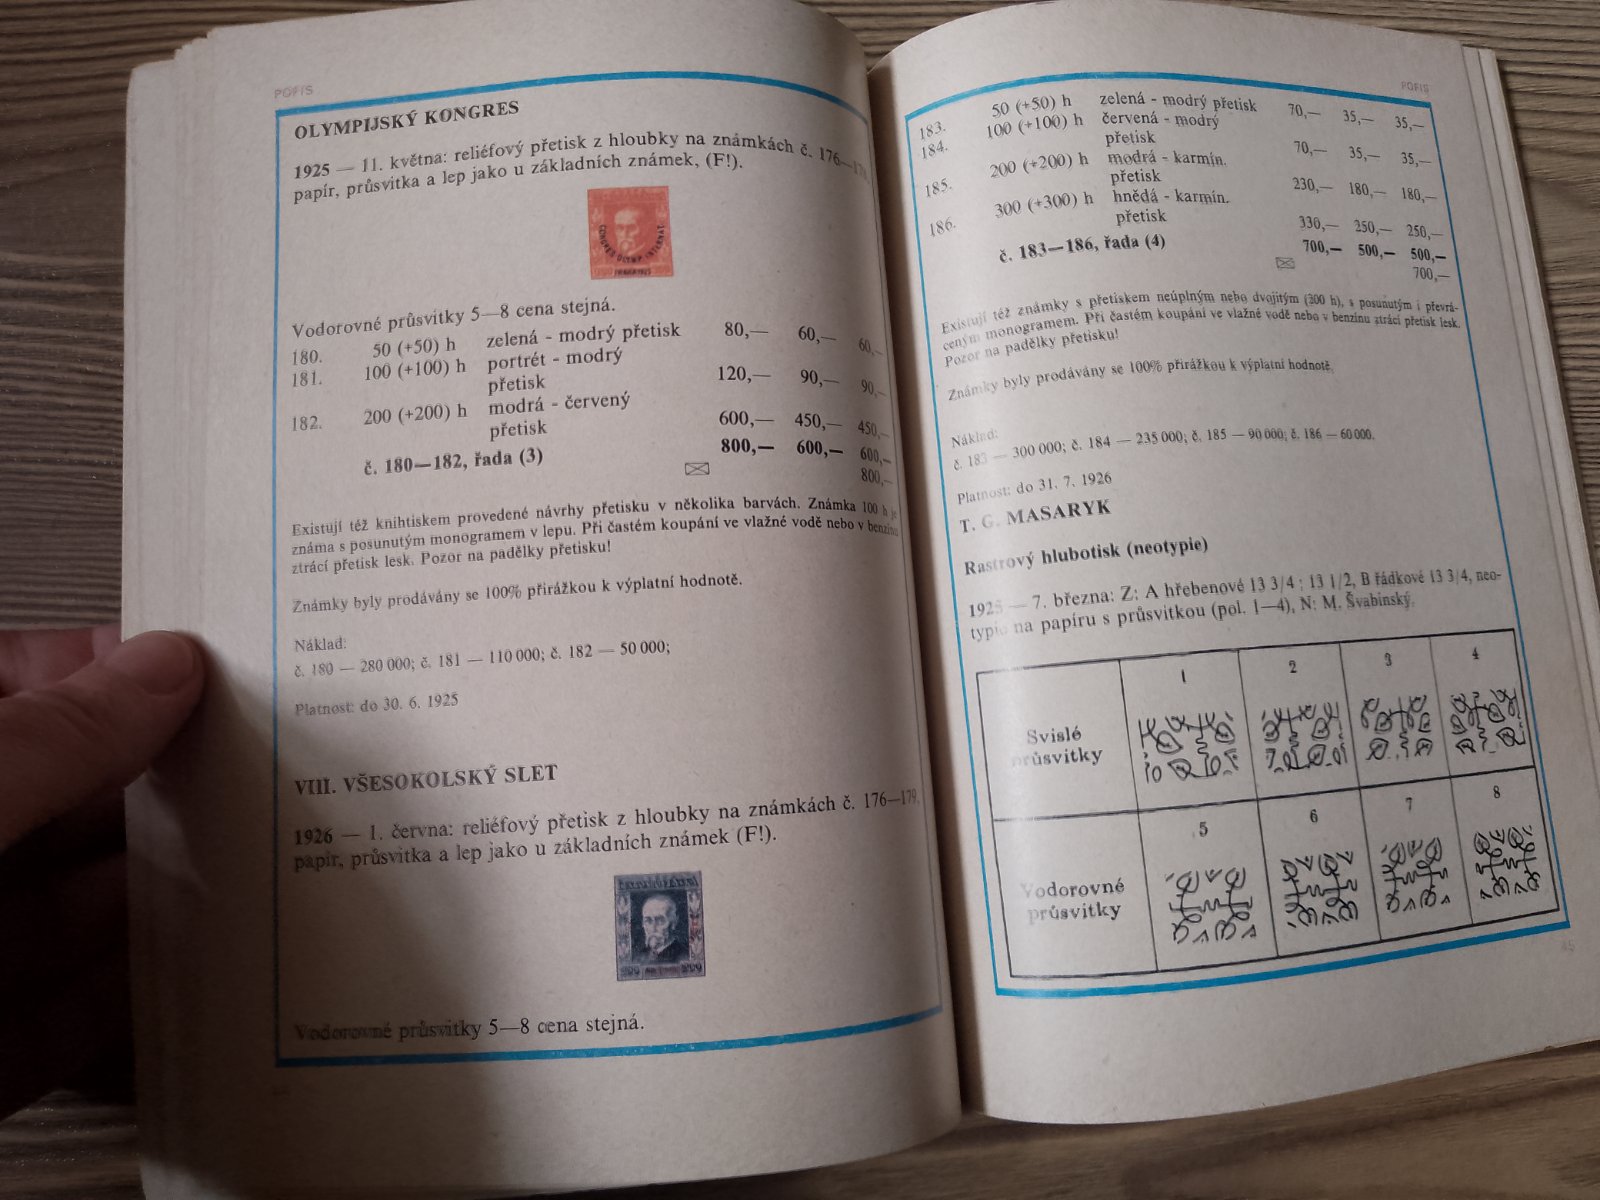 POFIS
OLYMPIJSKÝ KONGRES
1925 — 11. května: reliéfový přetisk z hloubky na známkách č. 176—
papír, průsvitka a lep jako u základních známek, (F!).
CONGRES OLYMP. INTERNAT.
PRAHA 1925
Vodorovné průsvitky 5—8 cena stejná.
180. 50 (+50) h zelená - modrý přetisk 80,— 60,— 60,—
181. 100 (+100) h portrét - modrý
přetisk 120,— 90,— 90,—
182. 200 (+200) h modrá - červený
přetisk 600,— 450,— 450,—
č. 180—182, řada (3) 800,— 600,— 600,—
800,—
Existují též knihtiskem provedené návrhy přetisku v několika barvách. Známka 100 h je
známa s posunutým monogramem v lepu. Při častém koupání ve vlažné vodě nebo v benzinu
ztrácí přetisk lesk. Pozor na padělky přetisku!
Známky byly prodávány se 100% přirážkou k výplatní hodnotě.
Náklad:
č. 180 — 280 000; č. 181 — 110 000; č. 182 — 50 000;
Platnost: do 30. 6. 1925
VIII. VŠESOKOLSKÝ SLET
1926 — 1. června: reliéfový přetisk z hloubky na známkách č. 176—179,
papír, průsvitka a lep jako u základních známek (F!).
Vodorovné průsvitky 5—8 cena stejná.
POFIS
183. 50 (+50) h zelená - modrý přetisk 70,— 35,— 35,—
184. 100 (+100) h červená - modrý
přetisk 70,— 35,— 35,—
185. 200 (+200) h modrá - karmín.
přetisk 230,— 180,— 180,—
186. 300 (+300) h hnědá - karmín.
přetisk 330,— 250,— 250,—
č. 183—186, řada (4) 700,— 500,— 500,—
700,—
Existují též známky s přetiskem neúplným nebo dvojitým (300 h), s posunutým i převrá-
ceným monogramem. Při častém koupání ve vlažné vodě nebo v benzinu ztrácí přetisk lesk.
Pozor na padělky přetisku!
Známky byly prodávány se 100% přirážkou k výplatní hodnotě.
Náklad:
č. 183 — 300 000; č. 184 — 235 000; č. 185 — 90 000; č. 186 — 60 000.
Platnost: do 31. 7. 1926
T. G. MASARYK
Rastrový hlubotisk (neotypie)
1925 — 7. března: Z: A hřebenové 13 3/4 : 13 1/2, B řádkové 13 3/4, neo-
typie na papíru s průsvitkou (pol. 1—4), N: M. Švabinský.
1 2 3 4
Svislé
průsvitky
5 6 7 8
Vodorovné
průsvitky
45